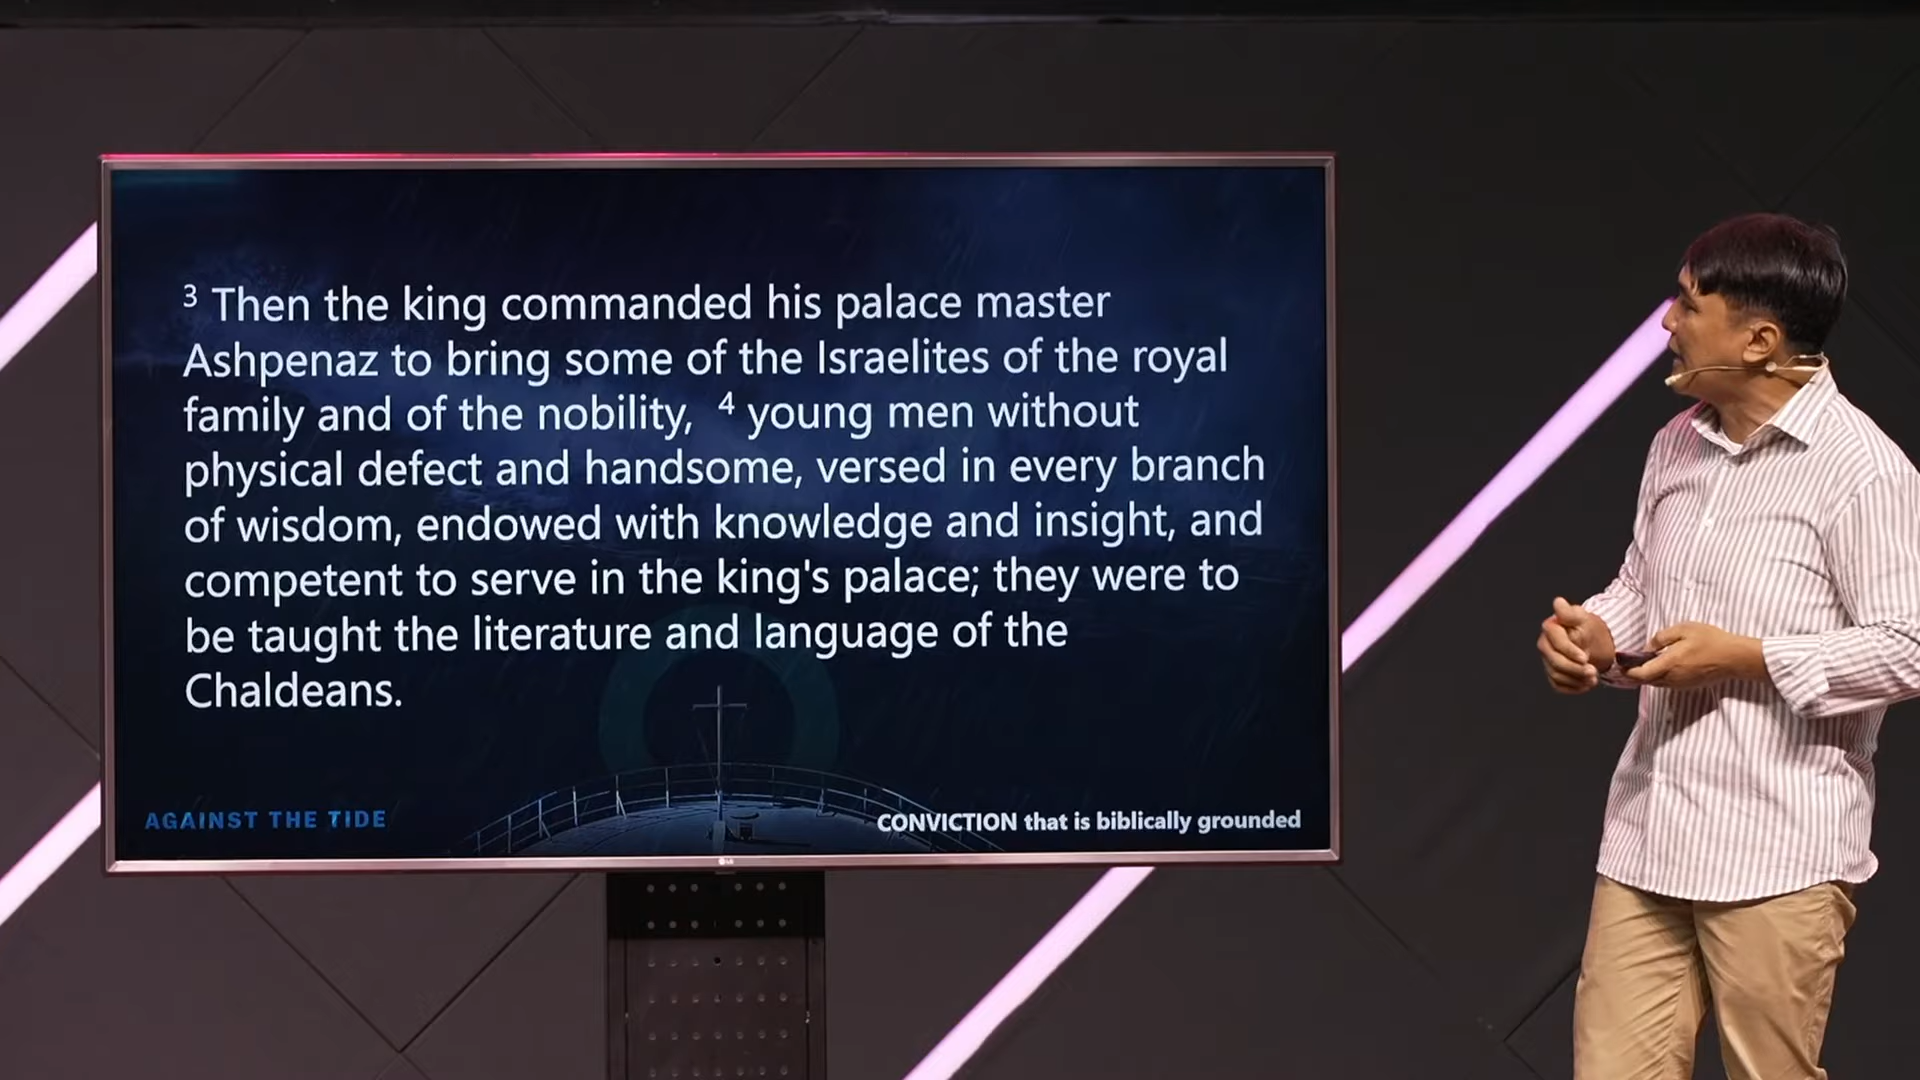 3 Then the king commanded his palace master
Ashpenaz to bring some of the Israelites of the royal
family and of the nobility, 4 young men without
physical defect and handsome, versed in every branch
of wisdom, endowed with knowledge and insight, and
competent to serve in the king's palace; they were to
be taught the literature and language of the
Chaldeans.
AGAINST THE TIDE
CONVICTION that is biblically grounded
LG